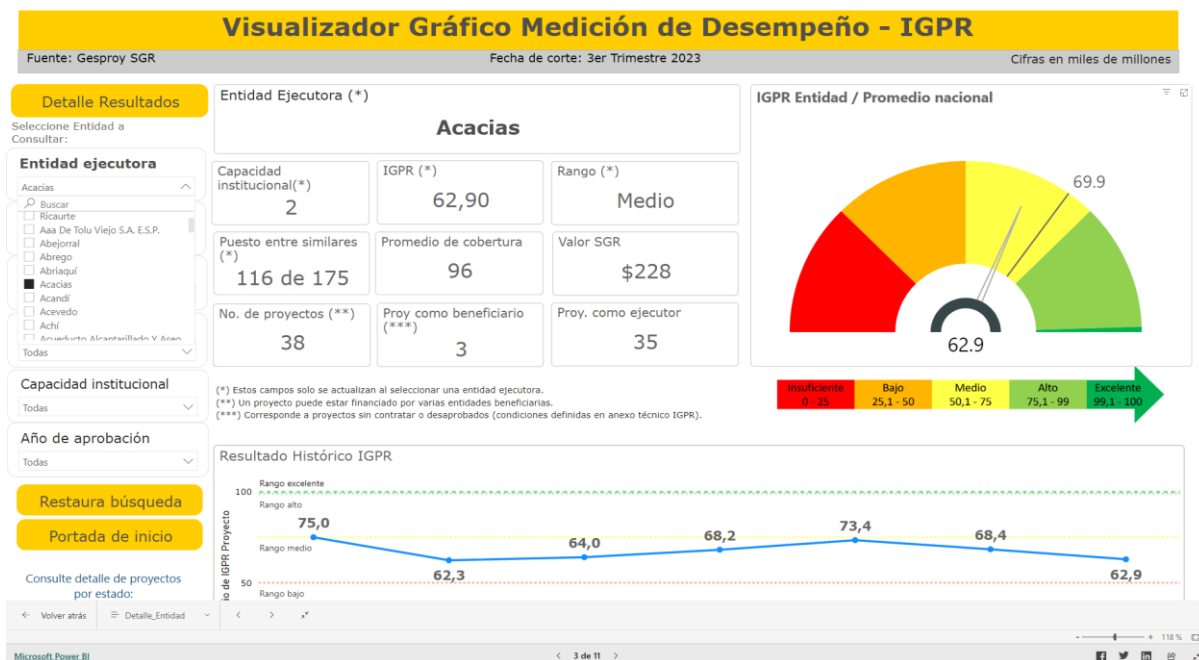 Visualizador Gráfico Medición de Desempeño - IGPR
Fuente: Gesproy SGR
Fecha de corte: 3er Trimestre 2023
Cifras en miles de millones
Detalle Resultados
Seleccione Entidad a
Consultar:
Entidad ejecutora
Acacias
Buscar
Ricaurte
Aaa De Tolu Viejo S.A. E.S.P.
Abejorral
Abrego
Abriaquí
Acacias
Acandí
Acevedo
Achí
Acueducto Alcantarillado Y Aseo
Todas
Capacidad institucional
Todas
Año de aprobación
Todas
Restaura búsqueda
Portada de inicio
Consulte detalle de proyectos
por estado:
Entidad Ejecutora (*)
Acacias
Capacidad
institucional(*)
2
IGPR (*)
62,90
Rango (*)
Medio
Puesto entre similares
(*)
116 de 175
Promedio de cobertura
96
Valor SGR
$228
No. de proyectos (**)
38
Proy como beneficiario
(***)
3
Proy. como ejecutor
35
(*) Estos campos solo se actualizan al seleccionar una entidad ejecutora.
(**) Un proyecto puede estar financiado por varias entidades beneficiarias.
(***) Corresponde a proyectos sin contratar o desaprobados (condiciones definidas en anexo técnico IGPR).
IGPR Entidad / Promedio nacional
69.9
62.9
Insuficiente
0 - 25
Bajo
25,1 - 50
Medio
50,1 - 75
Alto
75,1 - 99
Excelente
99,1 - 100
Resultado Histórico IGPR
io de IGPR Proyecto
100
50
Rango excelente
Rango alto
Rango medio
Rango bajo
75,0
62,3
64,0
68,2
73,4
68,4
62,9
Volver atrás
Detalle_Entidad
118 %
Microsoft Power BI
3 de 11